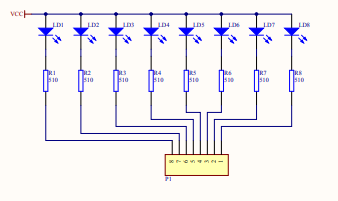 VCC
LD1 LD2 LD3 LD4 LD5 LD6 LD7 LD8
R1 R2 R3 R4 R5 R6 R7 R8
510 510 510 510 510 510 510 510
8 7 6 5 4 3 2 1
P1